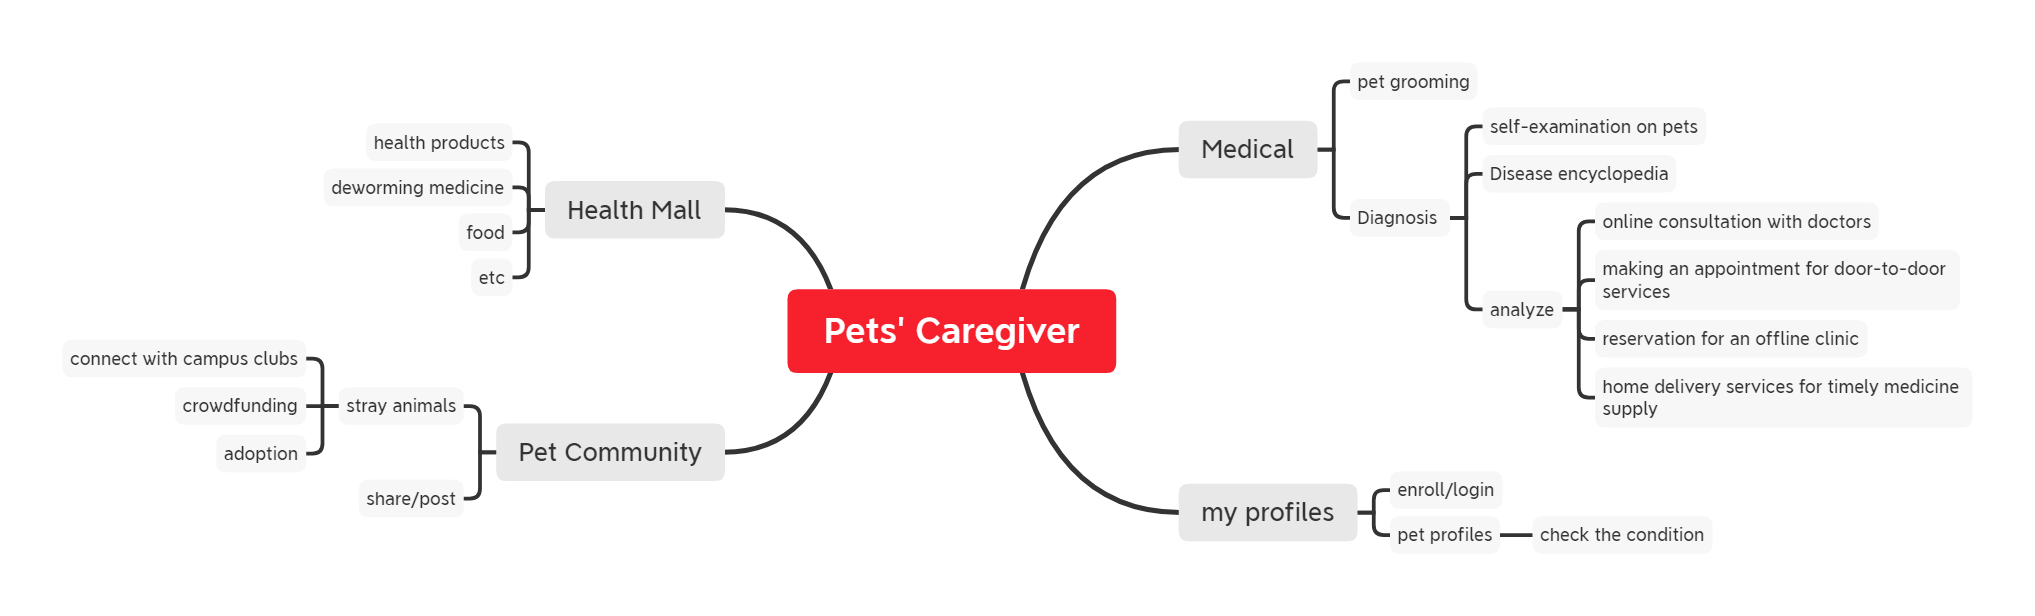 Pets' Caregiver
Medical
pet grooming
Diagnosis
self-examination on pets
Disease encyclopedia
analyze
online consultation with doctors
making an appointment for door-to-door
services
reservation for an offline clinic
home delivery services for timely medicine
supply
my profiles
enroll/login
pet profiles
check the condition
Health Mall
health products
deworming medicine
food
etc
Pet Community
stray animals
connect with campus clubs
crowdfunding
adoption
share/post